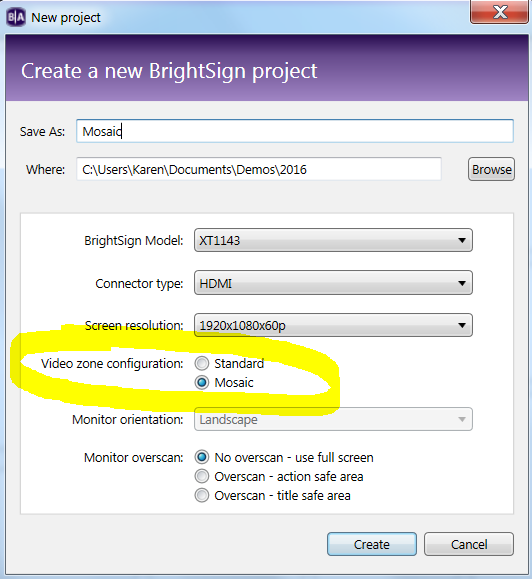 B|A New project
Create a new BrightSign project
Save As: Mosaic
Where: C:\Users\Karen\Documents\Demos\2016 Browse
BrightSign Model: XT1143
Connector type: HDMI
Screen resolution: 1920x1080x60p
Video zone configuration: Standard
Mosaic
Monitor orientation: Landscape
Monitor overscan: No overscan - use full screen
Overscan - action safe area
Overscan - title safe area
Create Cancel